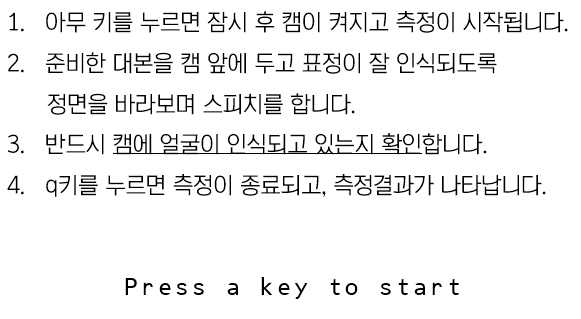 1. 아무 키를 누르면 잠시 후 캠이 켜지고 측정이 시작됩니다.
2. 준비한 대본을 캠 앞에 두고 표정이 잘 인식되도록
정면을 바라보며 스피치를 합니다.
3. 반드시 캠에 얼굴이 인식되고 있는지 확인합니다.
4. q키를 누르면 측정이 종료되고, 측정결과가 나타납니다.
Press a key to start